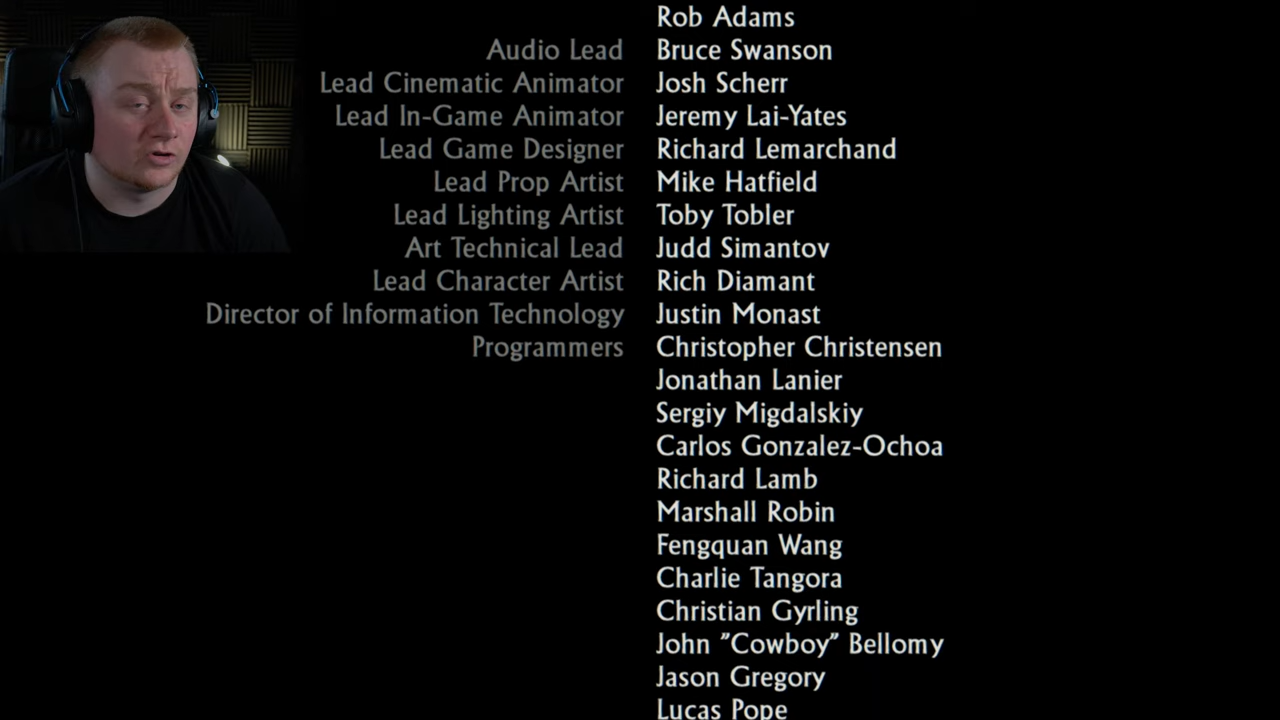 Rob Adams
Audio Lead Bruce Swanson
Lead Cinematic Animator Josh Scherr
Lead In-Game Animator Jeremy Lai-Yates
Lead Game Designer Richard Lemarchand
Lead Prop Artist Mike Hatfield
Lead Lighting Artist Toby Tobler
Art Technical Lead Judd Simantov
Lead Character Artist Rich Diamant
Director of Information Technology Justin Monast
Programmers Christopher Christensen
Jonathan Lanier
Sergiy Migdalskiy
Carlos Gonzalez-Ochoa
Richard Lamb
Marshall Robin
Fengquan Wang
Charlie Tangora
Christian Gyrling
John "Cowboy" Bellomy
Jason Gregory
Lucas Pope